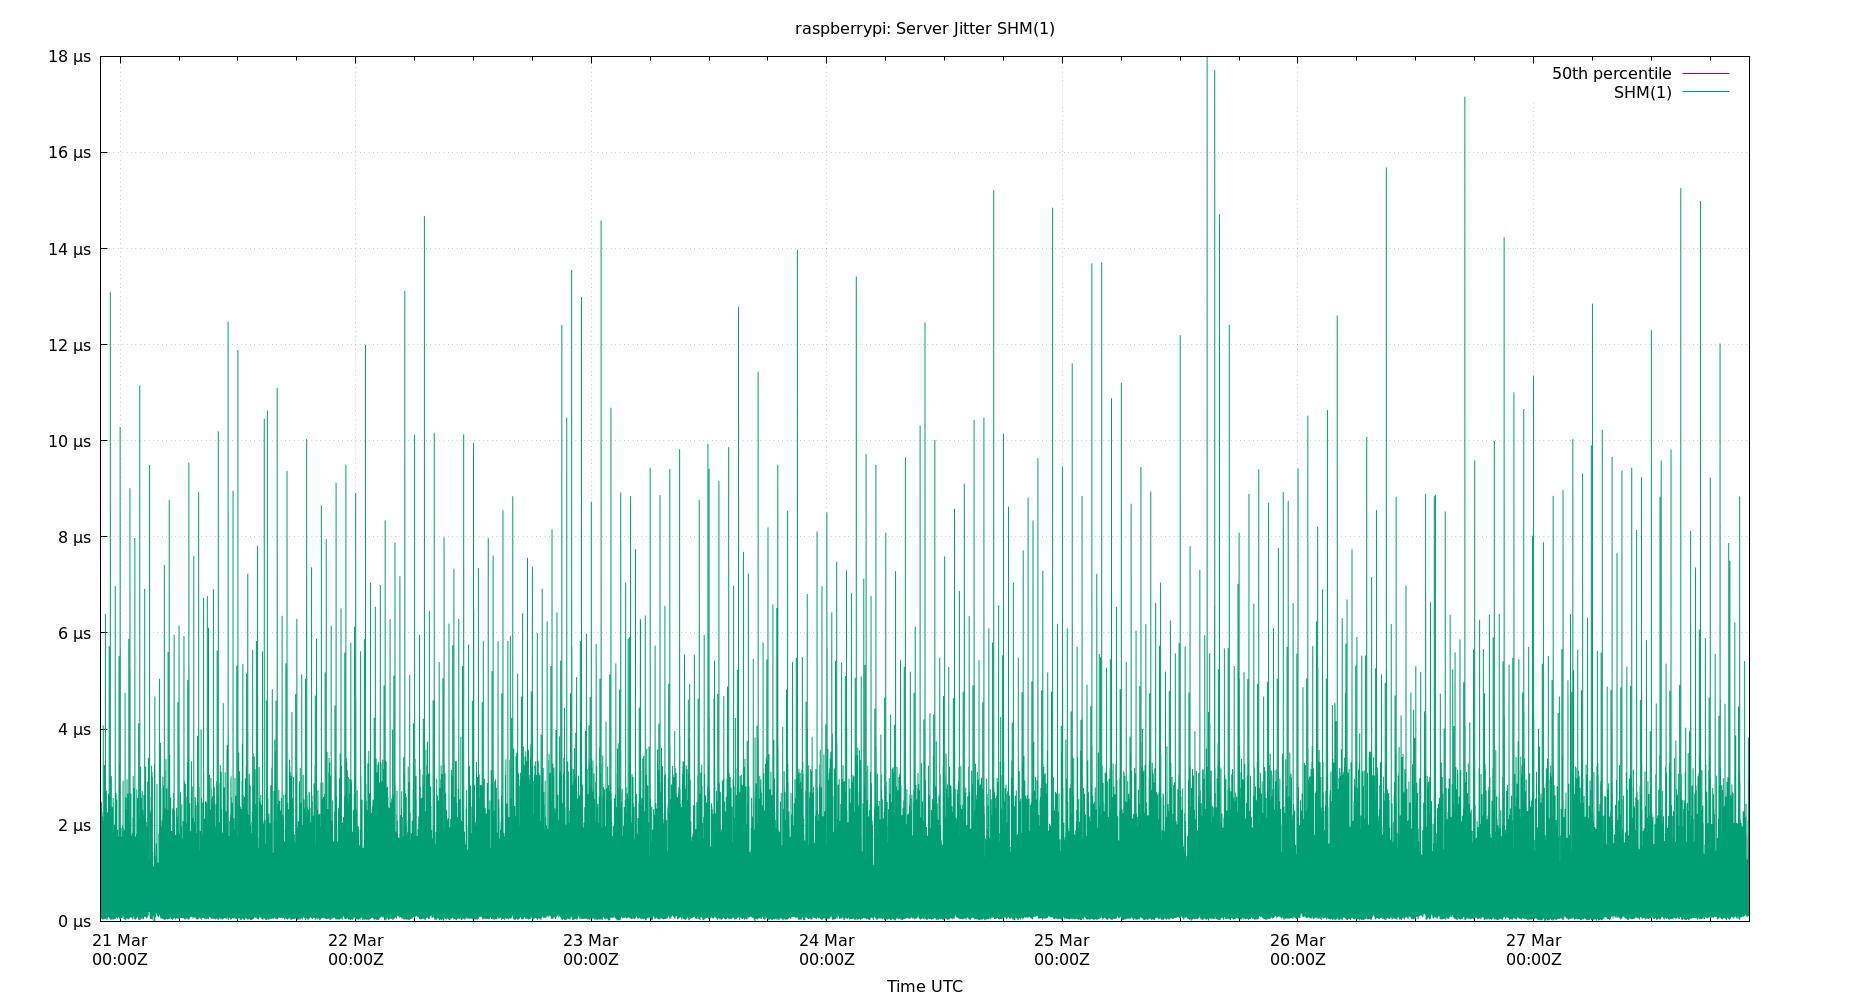 raspberrypi: Server Jitter SHM(1)
18 µs
16 µs
14 µs
12 µs
10 µs
8 µs
6 µs
4 µs
2 µs
0 µs
50th percentile
SHM(1)
21 Mar
00:00Z
22 Mar
00:00Z
23 Mar
00:00Z
24 Mar
00:00Z
25 Mar
00:00Z
26 Mar
00:00Z
27 Mar
00:00Z
Time UTC